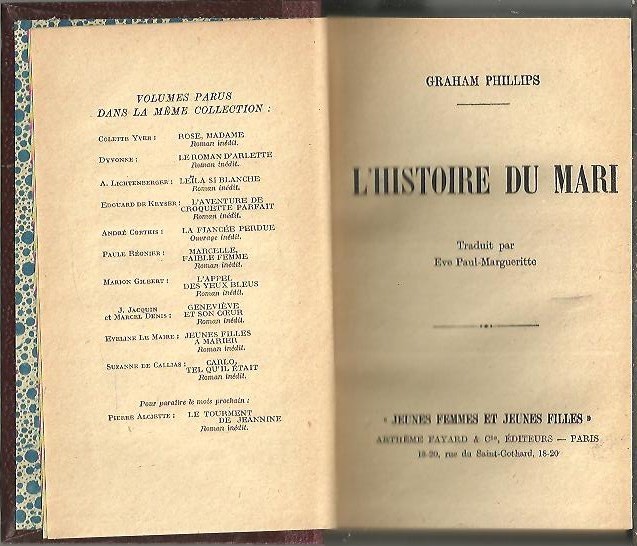 VOLUMES PARUS
DANS LA MÊME COLLECTION :
COLETTE YVER : ROSE, MADAME
Roman inédit.
DYVONNE : LE ROMAN D'ARLETTE
Roman inédit.
A. LICHTENBERGER : LEÏLA SI BLANCHE
Roman inédit.
EDOUARD DE KEYSER : L'AVENTURE DE
CROQUETTE PARFAIT
Roman inédit.
ANDRÉ CORTHIS : LA FIANCÉE PERDUE
Ouvrage inédit.
PAULE RÉGNIER : MARCELLE,
FAIBLE FEMME
Roman inédit.
MARION GILBERT : L'APPEL
DES YEUX BLEUS
Roman inédit.
J. JACQUIN
et MARCEL DENIS : GENEVIÈVE
ET SON CŒUR
Roman inédit.
EVELINE LE MAIRE : JEUNES FILLES
A MARIER
Roman inédit.
SUZANNE DE CALLIAS : CARLO,
TEL QU'IL ÉTAIT
Roman inédit.
Pour paraître le mois prochain :
PIERRE ALCIETTE : LE TOURMENT
DE JEANNINE
Roman inédit.
GRAHAM PHILLIPS
L'HISTOIRE DU MARI
Traduit par
Eve Paul-Margueritte
« JEUNES FEMMES ET JEUNES FILLES »
ARTHÈME FAYARD & Cie, ÉDITEURS — PARIS
18-20, rue du Saint-Gothard, 18-20